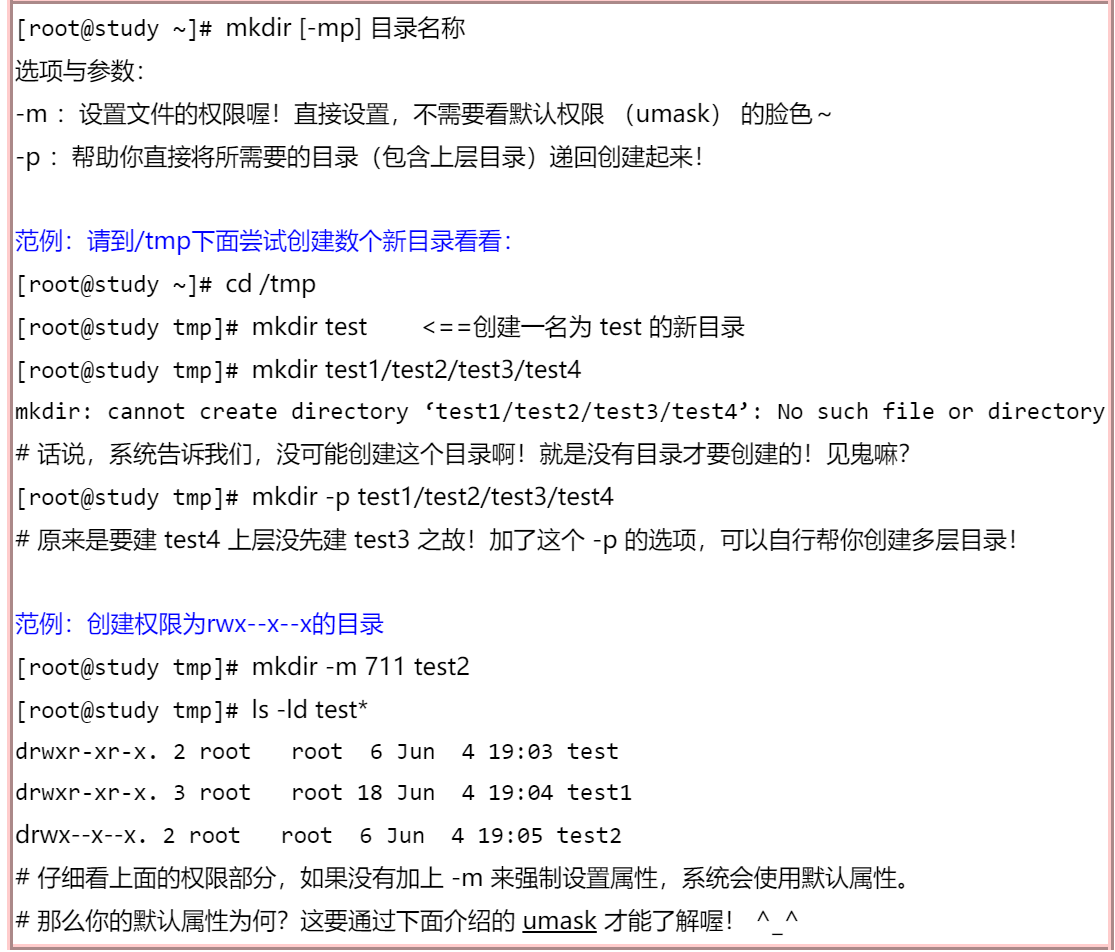 [root@study ~]# mkdir [-mp] 目录名称
选项与参数：
-m ：设置文件的权限喔！直接设置，不需要看默认权限 （umask） 的脸色～
-p ：帮助你直接将所需要的目录（包含上层目录）递回创建起来！
范例：请到/tmp下面尝试创建数个新目录看看：
[root@study ~]# cd /tmp
[root@study tmp]# mkdir test <==创建一名为 test 的新目录
[root@study tmp]# mkdir test1/test2/test3/test4
mkdir: cannot create directory ‘test1/test2/test3/test4’: No such file or directory
# 话说，系统告诉我们，没可能创建这个目录啊！就是没有目录才要创建的！见鬼嘛？
[root@study tmp]# mkdir -p test1/test2/test3/test4
# 原来是要建 test4 上层没先建 test3 之故！加了这个 -p 的选项，可以自行帮你创建多层目录！
范例：创建权限为rwx--x--x的目录
[root@study tmp]# mkdir -m 711 test2
[root@study tmp]# ls -ld test*
drwxr-xr-x. 2 root root 6 Jun 4 19:03 test
drwxr-xr-x. 3 root root 18 Jun 4 19:04 test1
drwx--x--x. 2 root root 6 Jun 4 19:05 test2
# 仔细看上面的权限部分，如果没有加上 -m 来强制设置属性，系统会使用默认属性。
# 那么你的默认属性为何？这要通过下面介绍的 umask 才能了解喔！ ^_^